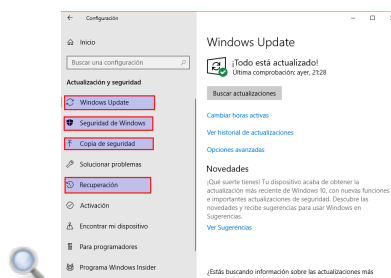 Configuración
Inicio
Buscar una configuración
Actualización y seguridad
Windows Update
Seguridad de Windows
Copia de seguridad
Solucionar problemas
Recuperación
Activación
Encontrar mi dispositivo
Para programadores
Programa Windows Insider
Windows Update
¡Todo está actualizado!
Última comprobación: ayer, 21:28
Buscar actualizaciones
Cambiar horas activas
Ver historial de actualizaciones
Opciones avanzadas
Novedades
¡Qué suerte tienes! Tu dispositivo acaba de obtener la
actualización más reciente de Windows 10, con nuevas funciones
e importantes actualizaciones de seguridad. Descubre las
novedades y recibe sugerencias para usar Windows en
Sugerencias.
Ver Sugerencias
¿Estás buscando información sobre las actualizaciones más